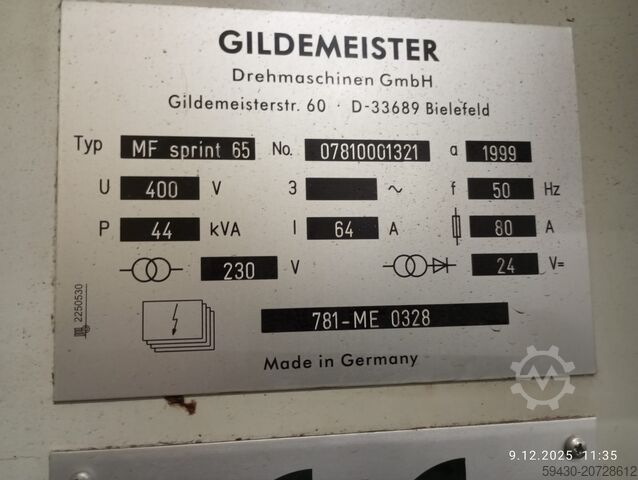 GILDEMEISTER
Drehmaschinen GmbH
Gildemeisterstr. 60 · D-33689 Bielefeld
Typ MF sprint 65 No. 07810001321 a 1999
U 400 V 3 ~ f 50 Hz
P 44 kVA I 64 A 80 A
230 V 24 V=
2250530
781-ME 0328
Made in Germany
9.12.2025 11:35
59430-20728612